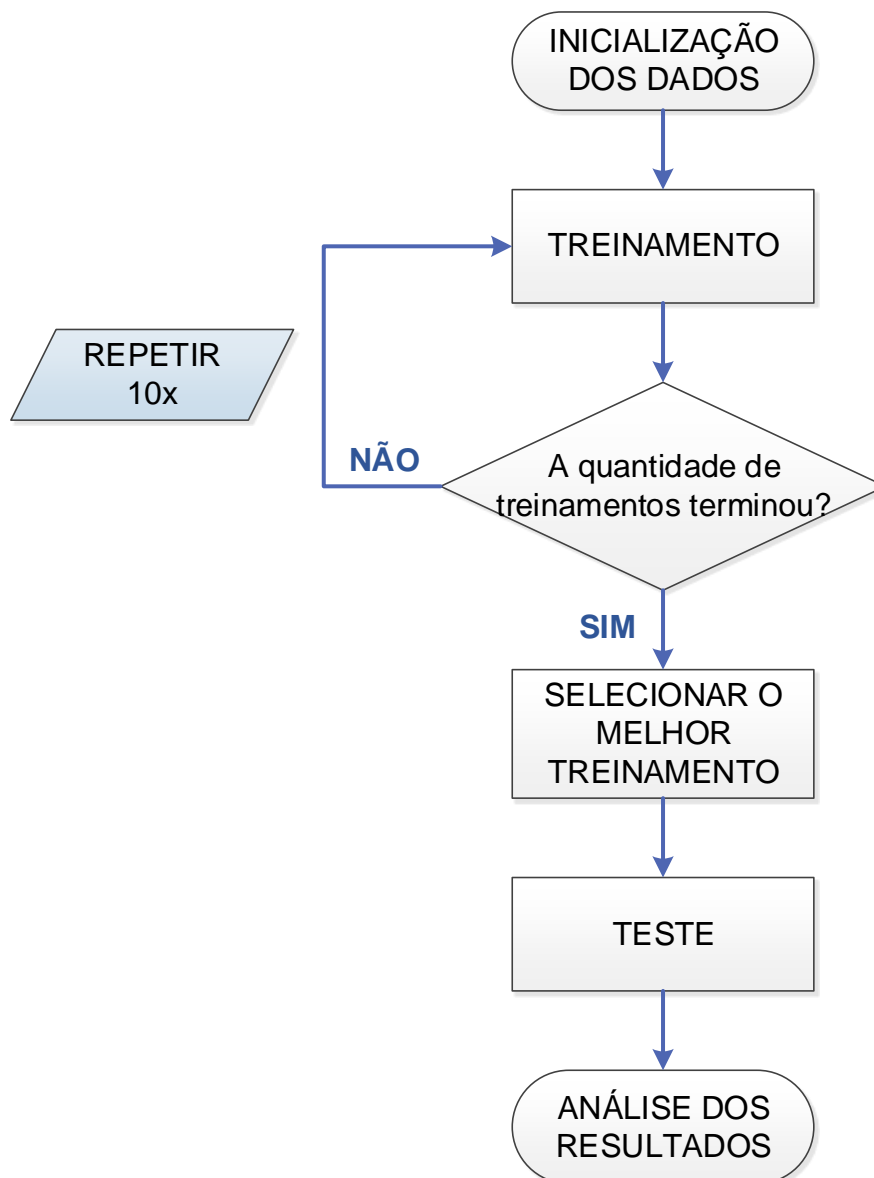 INICIALIZAÇÃO
DOS DADOS
TREINAMENTO
REPETIR
10x
NÃO
A quantidade de
treinamentos terminou?
SIM
SELECIONAR O
MELHOR
TREINAMENTO
TESTE
ANÁLISE DOS
RESULTADOS